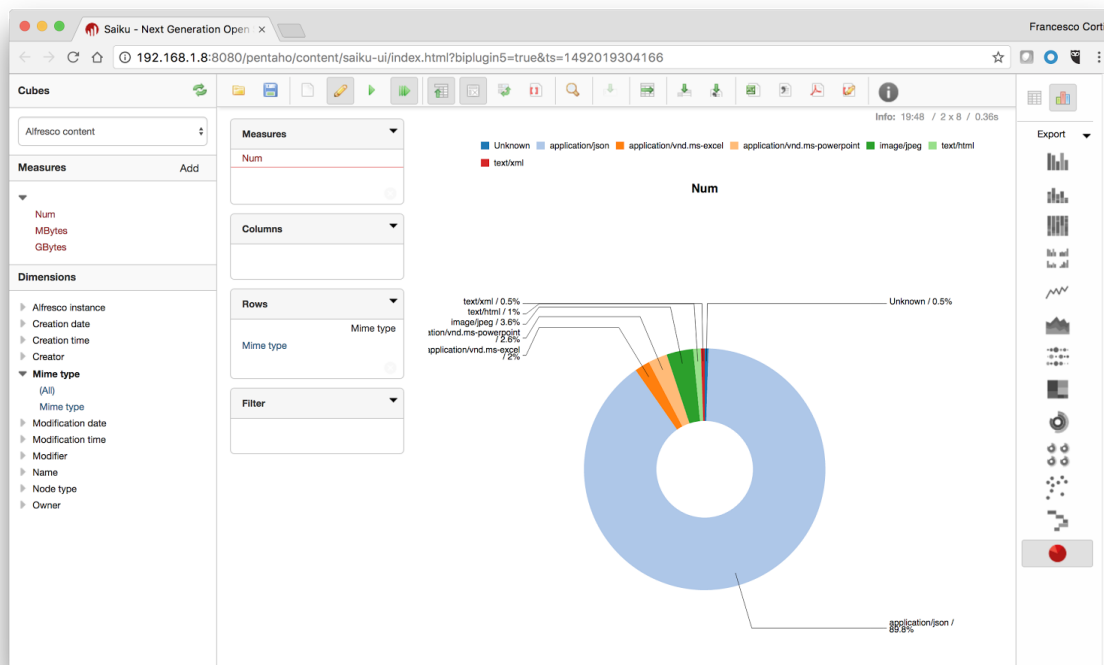 Saiku - Next Generation Open
Francesco Corti
192.168.1.8:8080/pentaho/content/saiku-ui/index.html?biplugin5=true&ts=1492019304166
Cubes
Alfresco content
Measures Add
Num
MBytes
GBytes
Dimensions
Alfresco instance
Creation date
Creation time
Creator
Mime type
(All)
Mime type
Modification date
Modification time
Modifier
Name
Node type
Owner
Measures
Num
Columns
Rows
Mime type
Mime type
Filter
Info: 19:48 / 2 x 8 / 0.36s
Unknown application/json application/vnd.ms-excel application/vnd.ms-powerpoint image/jpeg text/html
text/xml
Num
text/xml / 0.5%
text/html / 1%
image/jpeg / 3.6%
ation/vnd.ms-powerpoint
/ 2.6%
application/vnd.ms-excel
/ 2%
Unknown / 0.5%
application/json /
89.8%
Export